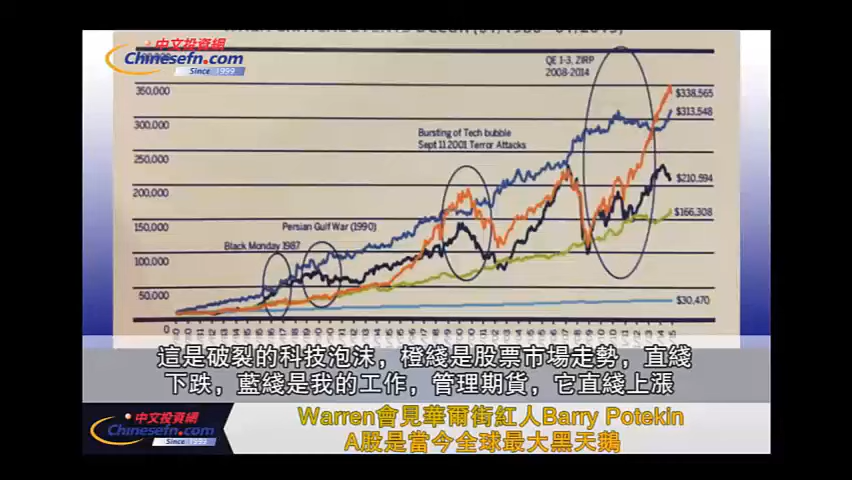 中文投資網
Chinesefn.com
Since 1999
QE 1-3, ZIRP
2008-2014
350,000
$338,565
$313,548
300,000
Bursting of Tech bubble
Sept 11 2001 Terror Attacks
250,000
200,000
$210,594
$166,308
150,000
Persian Gulf War (1990)
Black Monday 1987
100,000
50,000
$30,470
0
這是破裂的科技泡沫，橙綫是股票市場走勢，直綫
下跌，藍綫是我的工作，管理期貨，它直綫上漲
中文投資網
Chinesefn.com
Since 1999
Warren會見華爾街紅人Barry Potekin
A股是當今全球最大黑天鵝